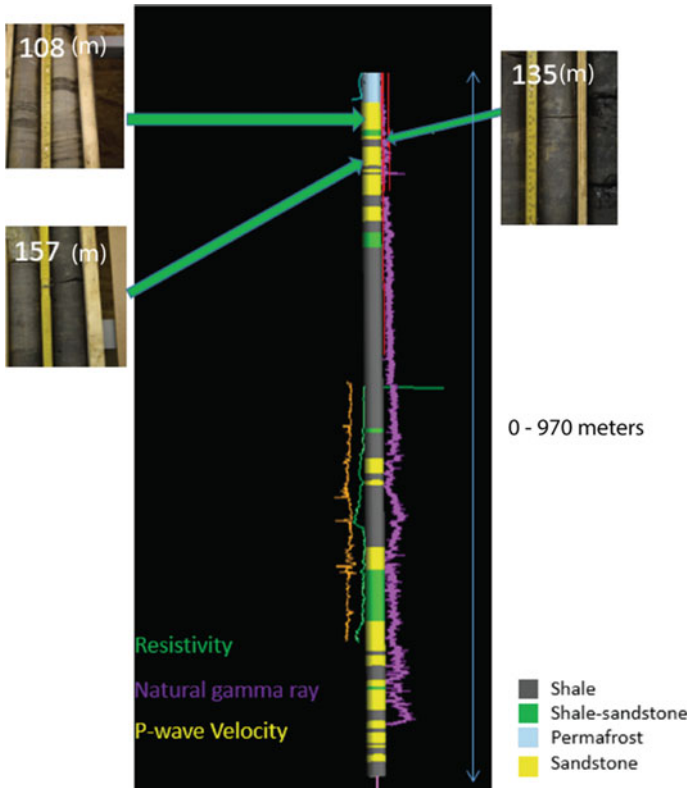 108 (m)
135(m)
157 (m)
0 - 970 meters
Resistivity
Natural gamma ray
P-wave Velocity
Shale
Shale-sandstone
Permafrost
Sandstone